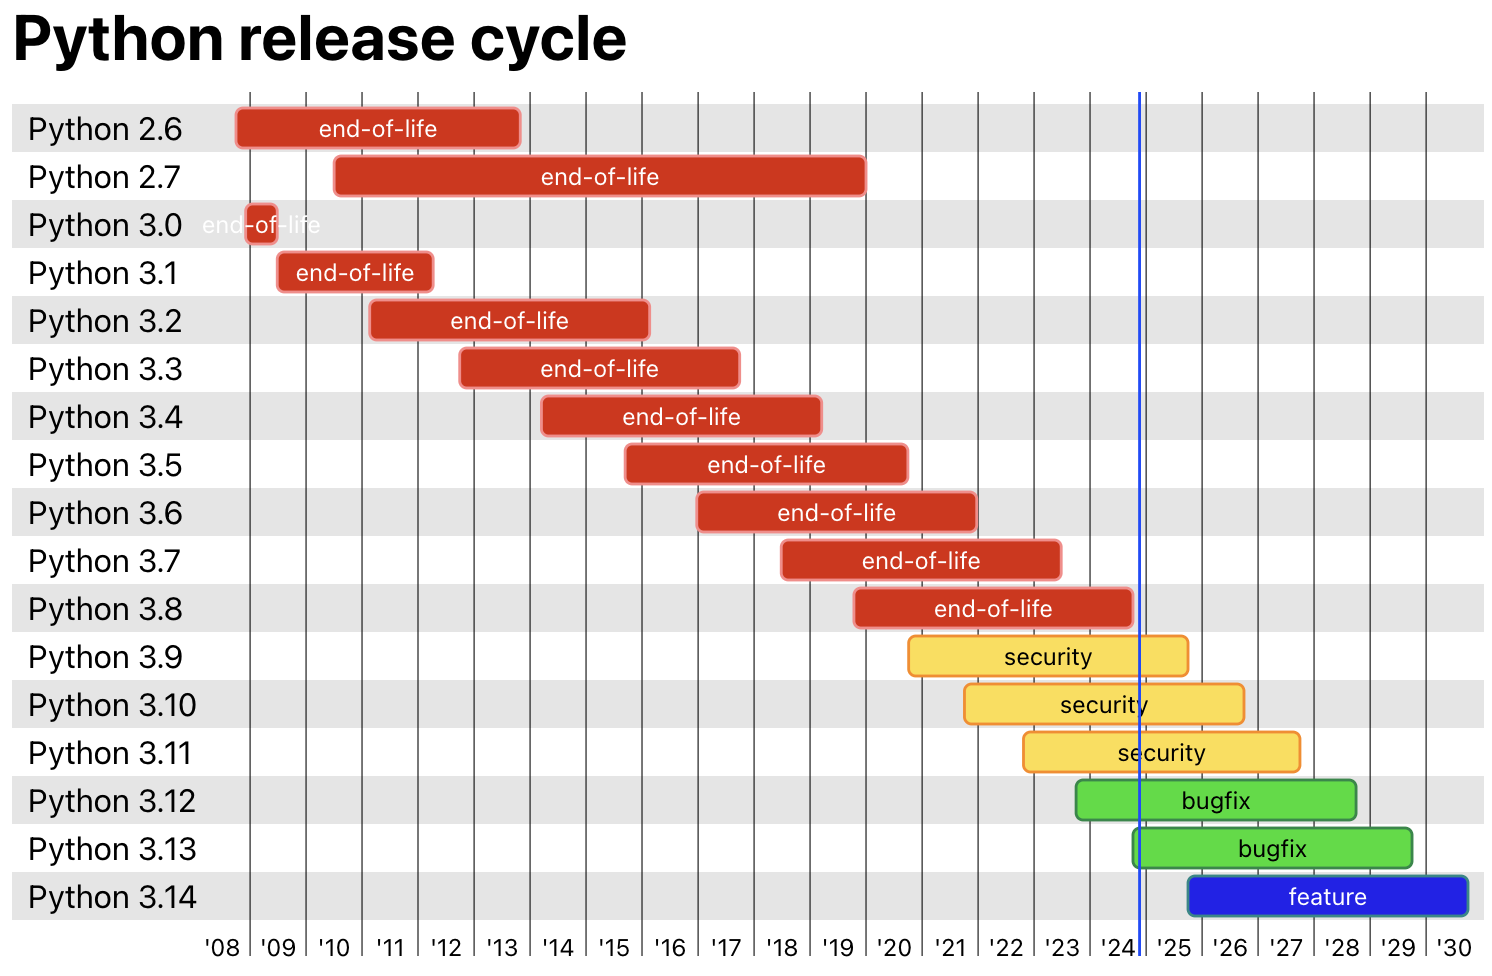 Python release cycle
Python 2.6 end-of-life
Python 2.7 end-of-life
Python 3.0 end-of-life
Python 3.1 end-of-life
Python 3.2 end-of-life
Python 3.3 end-of-life
Python 3.4 end-of-life
Python 3.5 end-of-life
Python 3.6 end-of-life
Python 3.7 end-of-life
Python 3.8 end-of-life
Python 3.9 security
Python 3.10 security
Python 3.11 security
Python 3.12 bugfix
Python 3.13 bugfix
Python 3.14 feature
'08 '09 '10 '11 '12 '13 '14 '15 '16 '17 '18 '19 '20 '21 '22 '23 '24 '25 '26 '27 '28 '29 '30